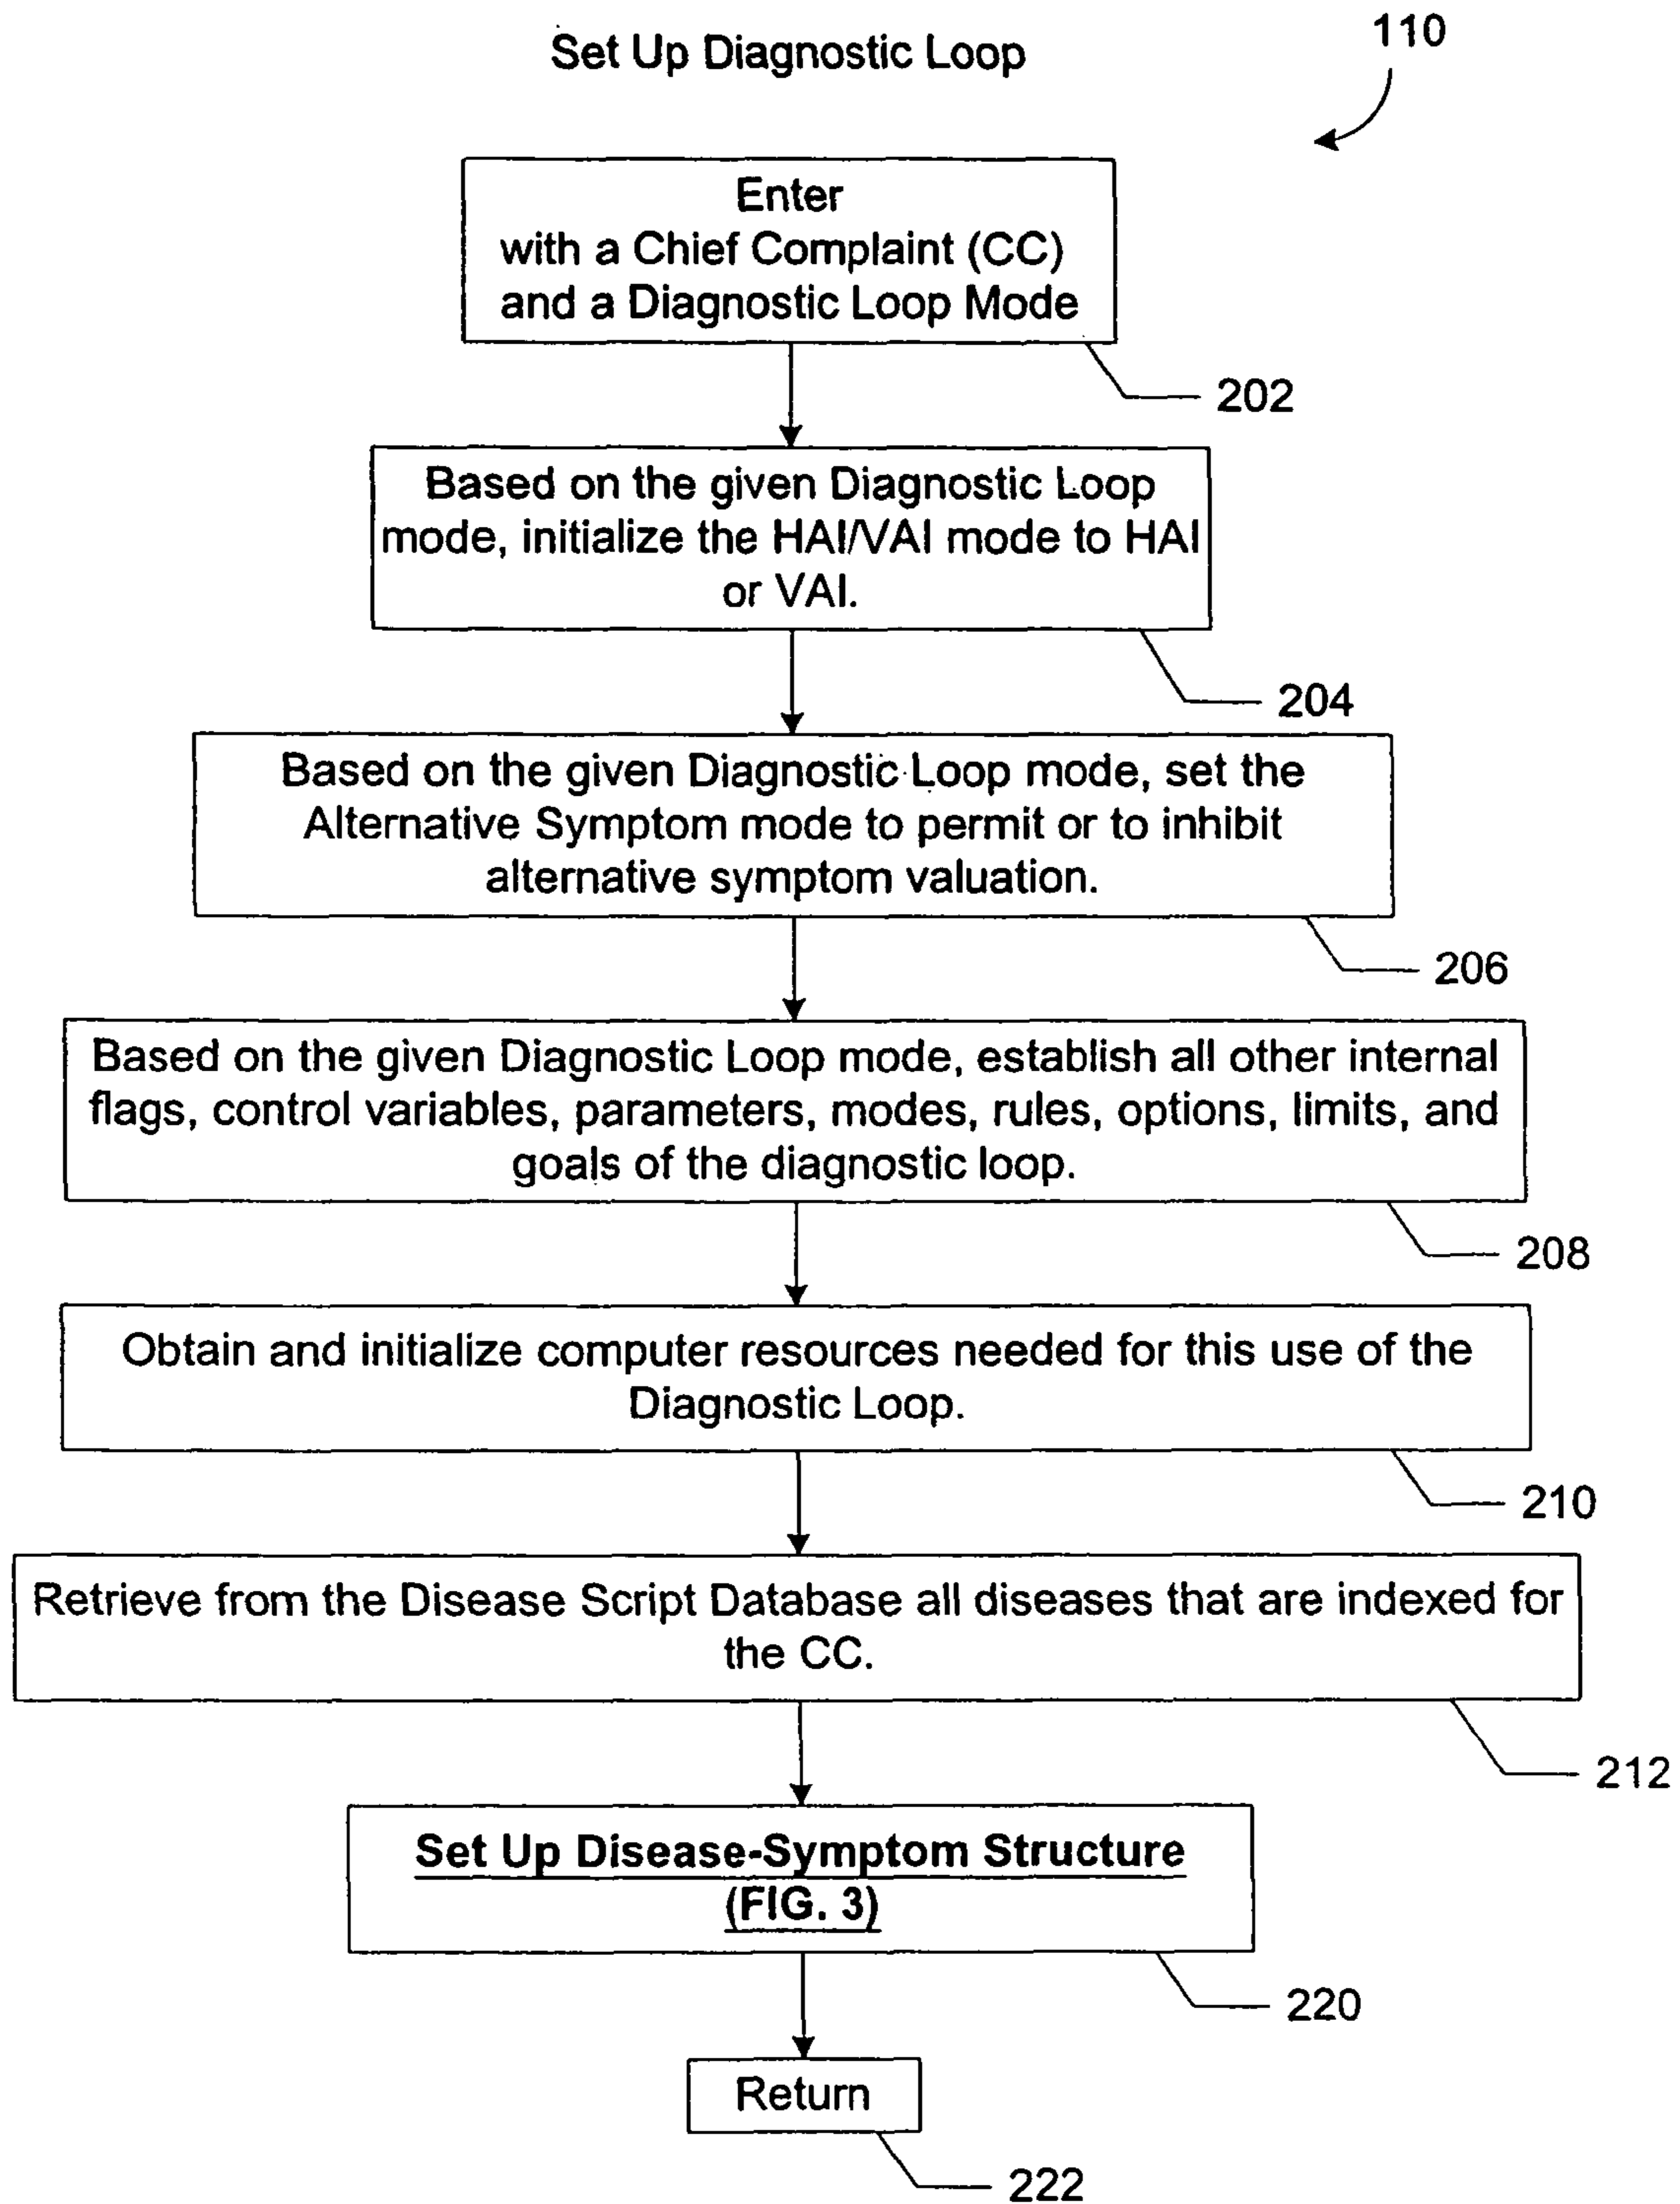 Set Up Diagnostic Loop
110
Enter
with a Chief Complaint (CC)
and a Diagnostic Loop Mode
202
Based on the given Diagnostic Loop
mode, initialize the HAI/VAI mode to HAI
or VAI.
204
Based on the given Diagnostic Loop mode, set the
Alternative Symptom mode to permit or to inhibit
alternative symptom valuation.
206
Based on the given Diagnostic Loop mode, establish all other internal
flags, control variables, parameters, modes, rules, options, limits, and
goals of the diagnostic loop.
208
Obtain and initialize computer resources needed for this use of the
Diagnostic Loop.
210
Retrieve from the Disease Script Database all diseases that are indexed for
the CC.
212
Set Up Disease-Symptom Structure
(FIG. 3)
220
Return
222